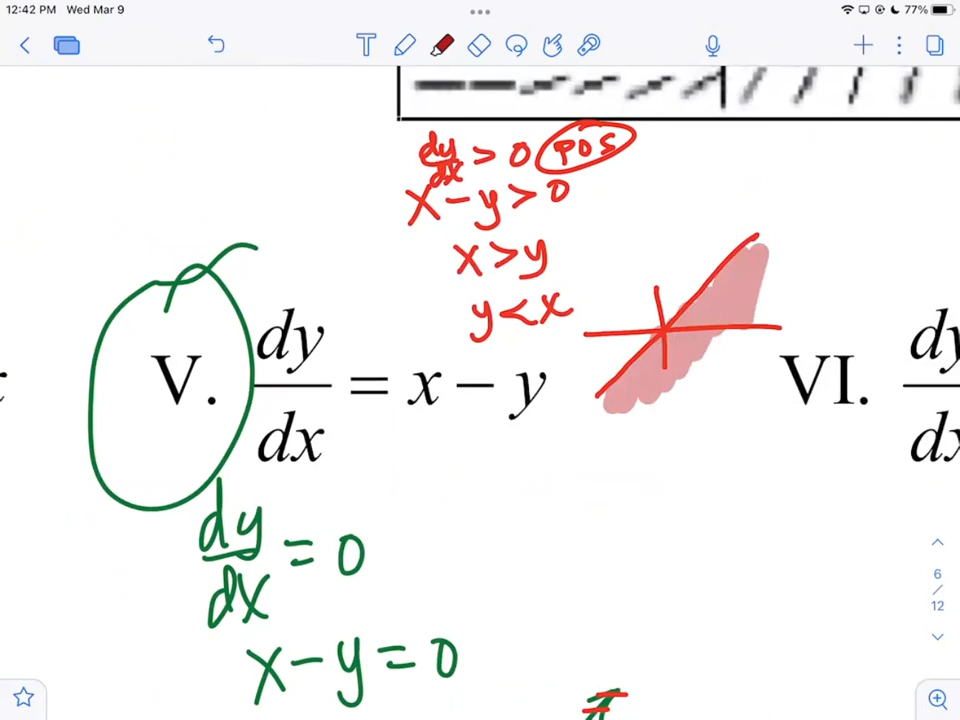 12:42 PM Wed Mar 9
77%
T
dy/dx > 0 pos
x - y > 0
x > y
y < x
V. dy/dx = x - y
VI. dy
dx
dy/dx = 0
x - y = 0
6
/
12